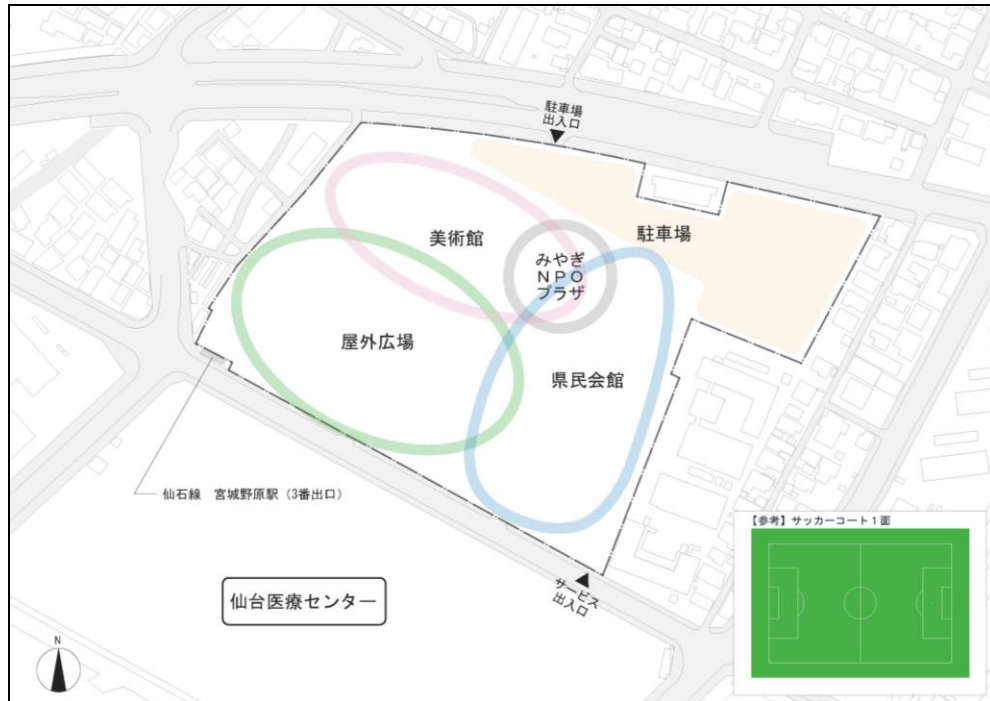 駐車場
出入口
美術館
みやぎ
NPO
プラザ
駐車場
屋外広場
県民会館
仙石線　宮城野原駅（3番出口）
【参考】サッカーコート1面
サービス
出入口
仙台医療センター
N